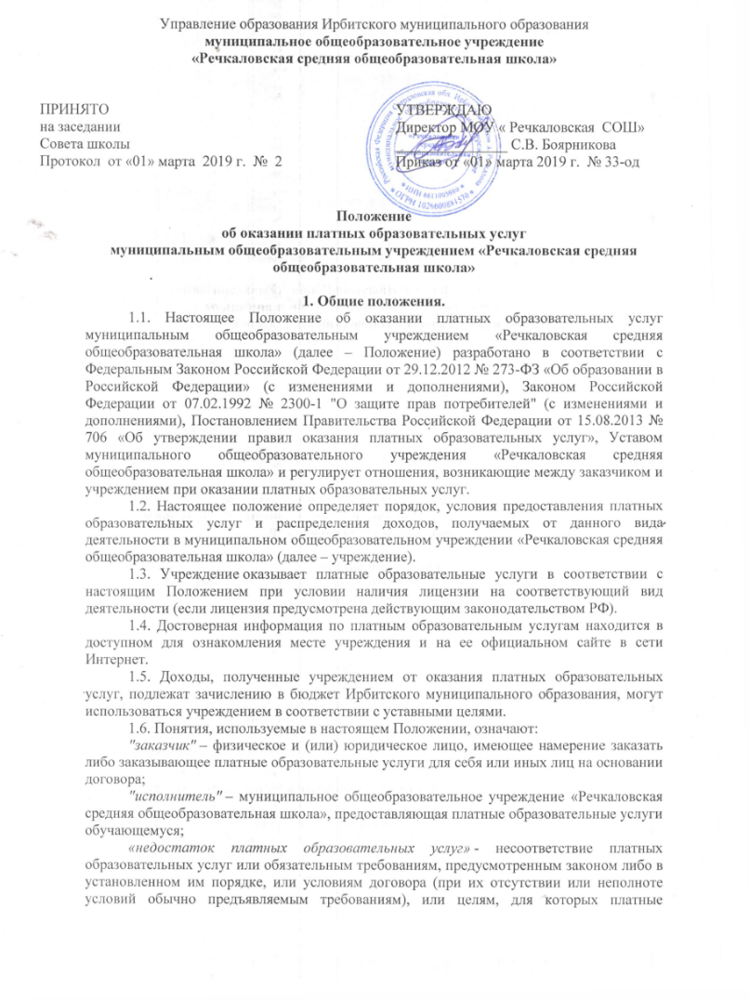 Управление образования Ирбитского муниципального образования
муниципальное общеобразовательное учреждение
«Речкаловская средняя общеобразовательная школа»
ПРИНЯТО
на заседании
Совета школы
Протокол от «01» марта 2019 г. № 2
УТВЕРЖДАЮ
Директор МОУ « Речкаловская СОШ»
С.В. Боярникова
Приказ от «01» марта 2019 г. № 33-од
* ОГРН 1026600881570 *
Положение
об оказании платных образовательных услуг
муниципальным общеобразовательным учреждением «Речкаловская средняя
общеобразовательная школа»
1. Общие положения.
1.1. Настоящее Положение об оказании платных образовательных услуг
муниципальным общеобразовательным учреждением «Речкаловская средняя
общеобразовательная школа» (далее – Положение) разработано в соответствии с
Федеральным Законом Российской Федерации от 29.12.2012 № 273-ФЗ «Об образовании в
Российской Федерации» (с изменениями и дополнениями), Законом Российской
Федерации от 07.02.1992 № 2300-1 "О защите прав потребителей" (с изменениями и
дополнениями), Постановлением Правительства Российской Федерации от 15.08.2013 №
706 «Об утверждении правил оказания платных образовательных услуг», Уставом
муниципального общеобразовательного учреждения «Речкаловская средняя
общеобразовательная школа» и регулирует отношения, возникающие между заказчиком и
учреждением при оказании платных образовательных услуг.
1.2. Настоящее положение определяет порядок, условия предоставления платных
образовательных услуг и распределения доходов, получаемых от данного вида
деятельности в муниципальном общеобразовательном учреждении «Речкаловская средняя
общеобразовательная школа» (далее – учреждение).
1.3. Учреждение оказывает платные образовательные услуги в соответствии с
настоящим Положением при условии наличия лицензии на соответствующий вид
деятельности (если лицензия предусмотрена действующим законодательством РФ).
1.4. Достоверная информация по платным образовательным услугам находится в
доступном для ознакомления месте учреждения и на ее официальном сайте в сети
Интернет.
1.5. Доходы, полученные учреждением от оказания платных образовательных
услуг, подлежат зачислению в бюджет Ирбитского муниципального образования, могут
использоваться учреждением в соответствии с уставными целями.
1.6. Понятия, используемые в настоящем Положении, означают:
"заказчик" – физическое и (или) юридическое лицо, имеющее намерение заказать
либо заказывающее платные образовательные услуги для себя или иных лиц на основании
договора;
"исполнитель" – муниципальное общеобразовательное учреждение «Речкаловская
средняя общеобразовательная школа», предоставляющая платные образовательные услуги
обучающемуся;
«недостаток платных образовательных услуг» - несоответствие платных
образовательных услуг или обязательным требованиям, предусмотренным законом либо в
установленном им порядке, или условиям договора (при их отсутствии или неполноте
условий обычно предъявляемым требованиям), или целям, для которых платные